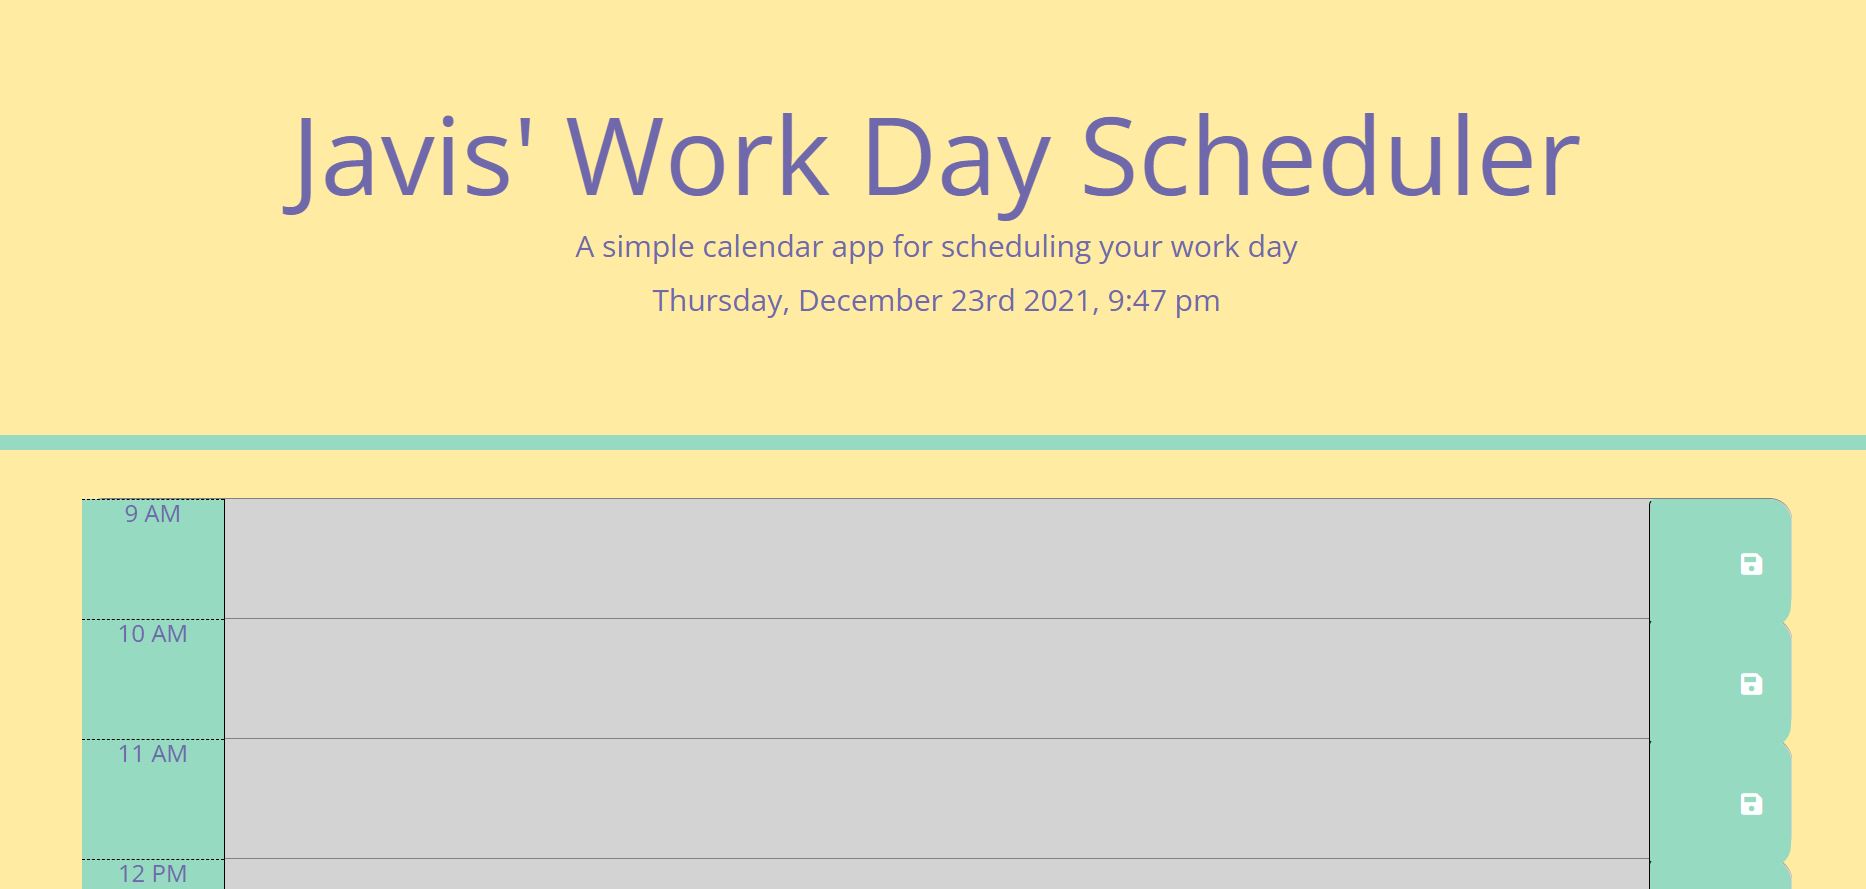 Javis' Work Day Scheduler
A simple calendar app for scheduling your work day
Thursday, December 23rd 2021, 9:47 pm
9 AM
10 AM
11 AM
12 PM